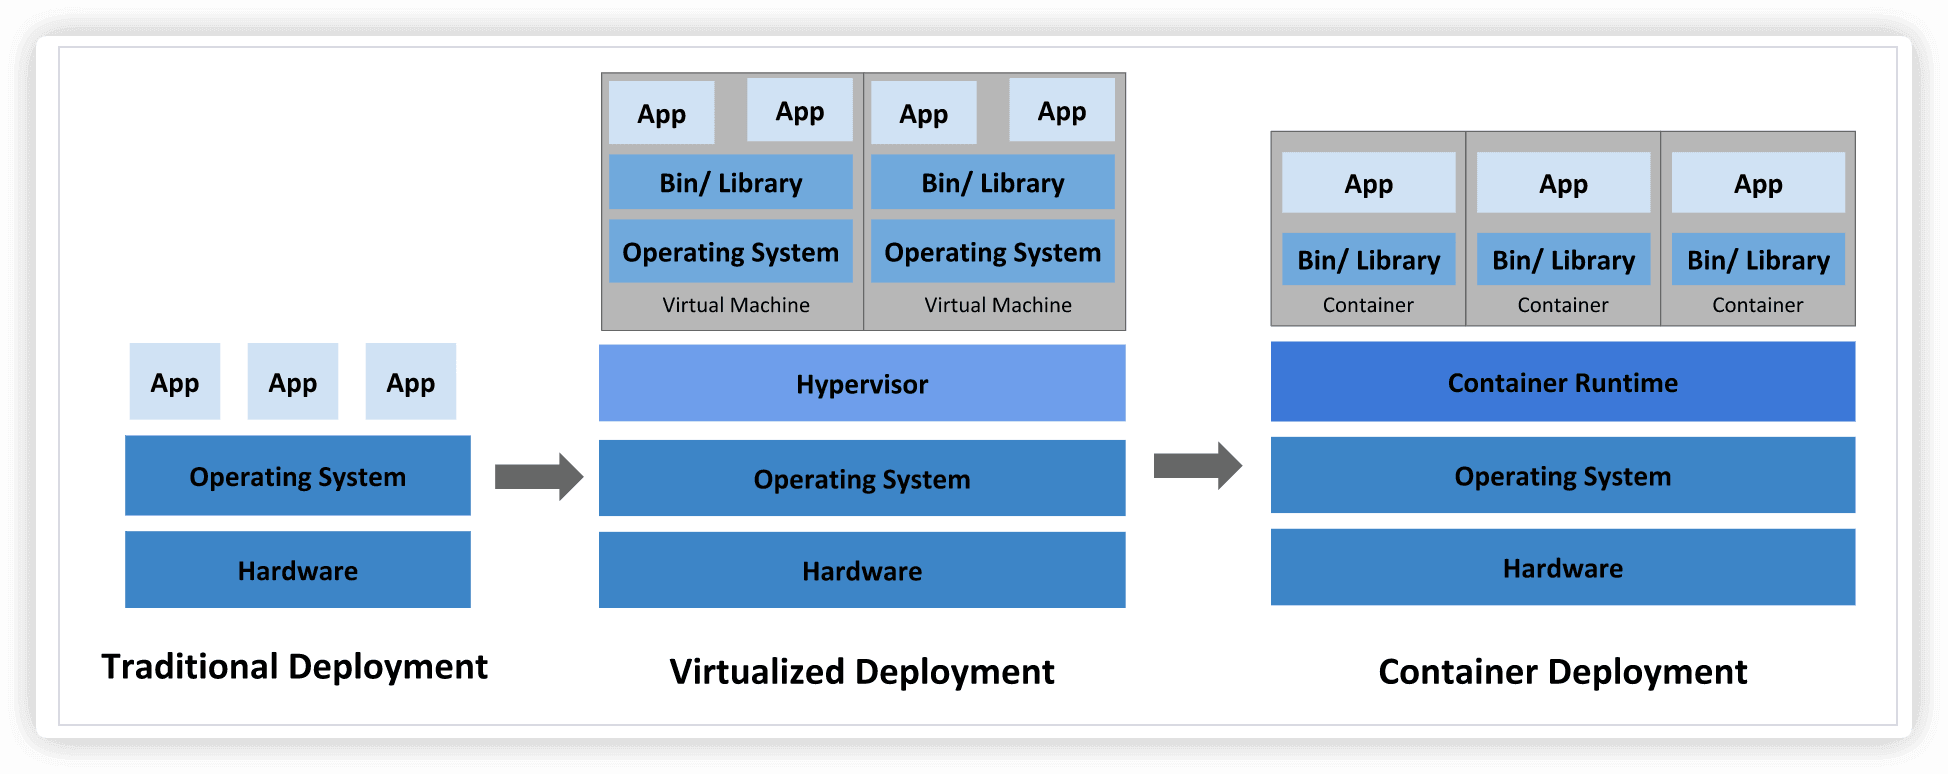 App
App
App
Operating System
Hardware
Traditional Deployment
App
App
Bin/ Library
Operating System
Virtual Machine
App
App
Bin/ Library
Operating System
Virtual Machine
Hypervisor
Operating System
Hardware
Virtualized Deployment
App
Bin/ Library
Container
App
Bin/ Library
Container
App
Bin/ Library
Container
Container Runtime
Operating System
Hardware
Container Deployment